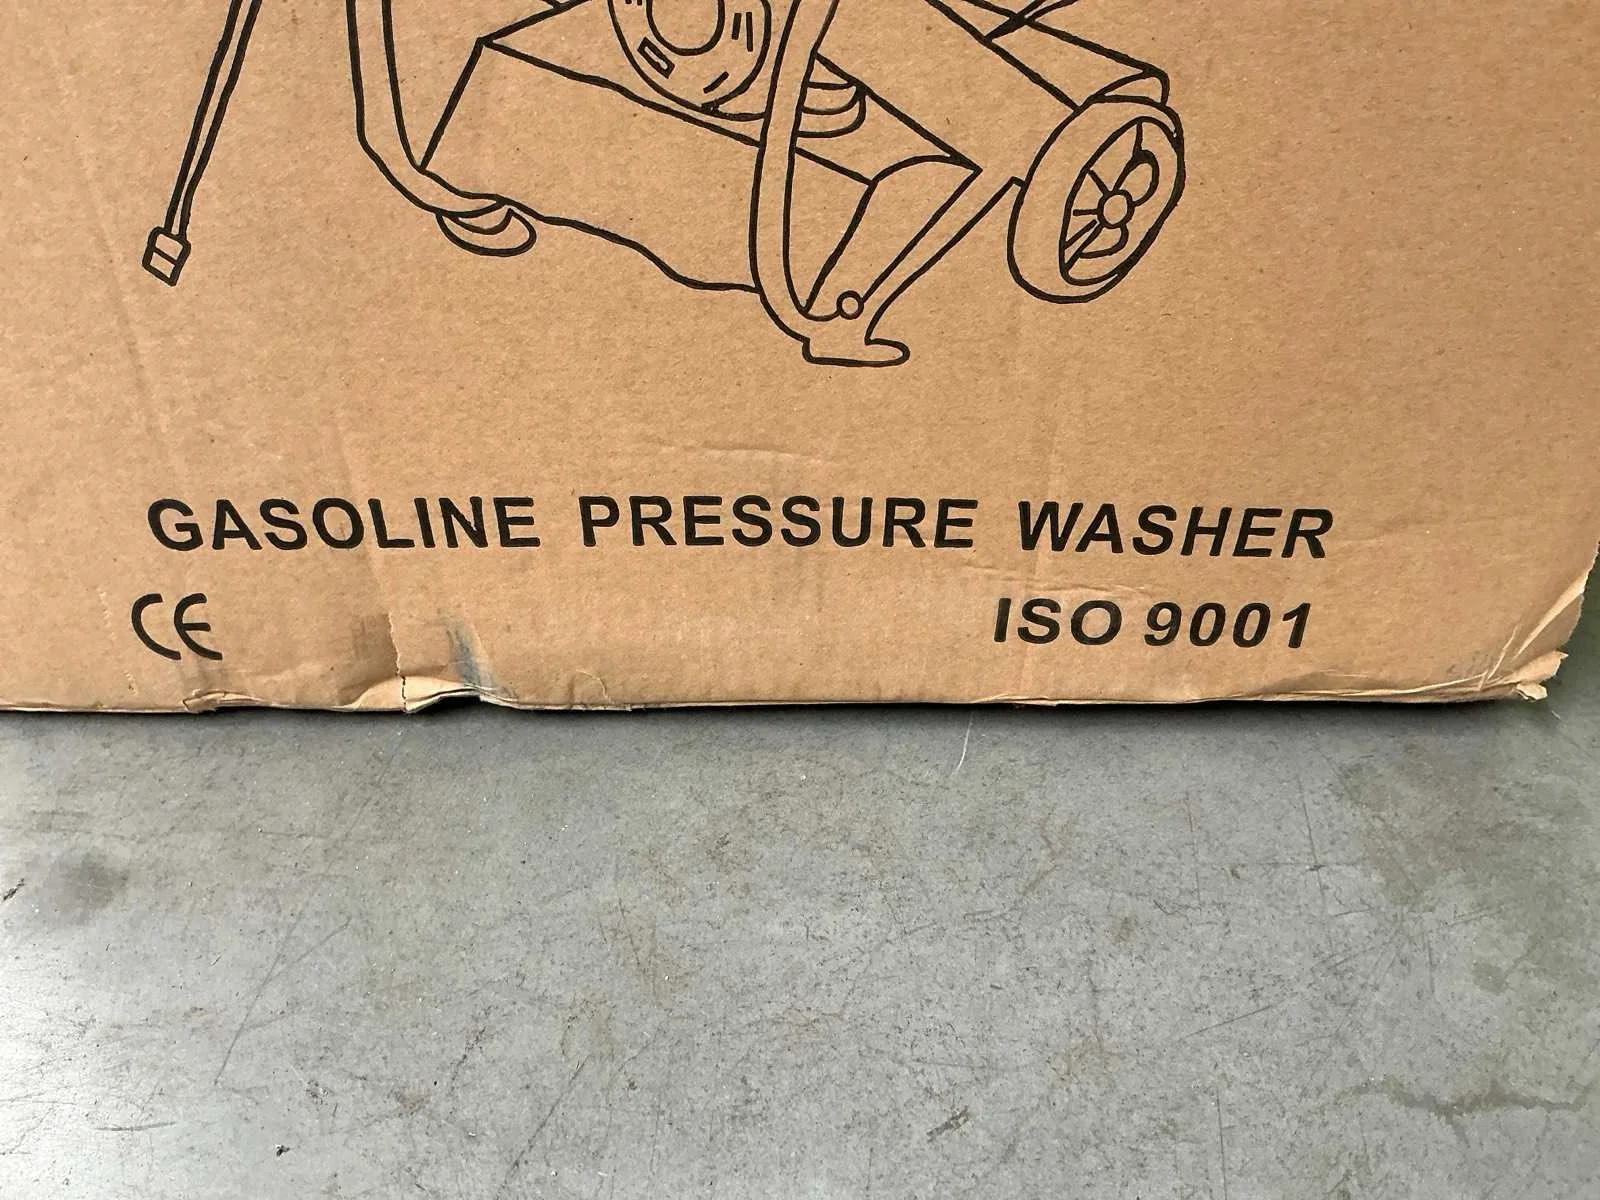 GASOLINE PRESSURE WASHER
CE ISO 9001